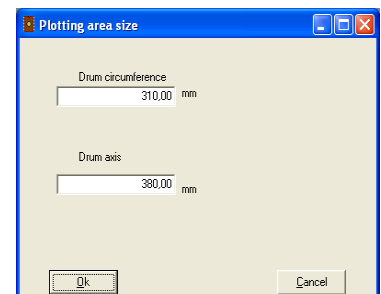 Plotting area size
Drum circumference
310,00 mm
Drum axis
380,00 mm
Ok Cancel